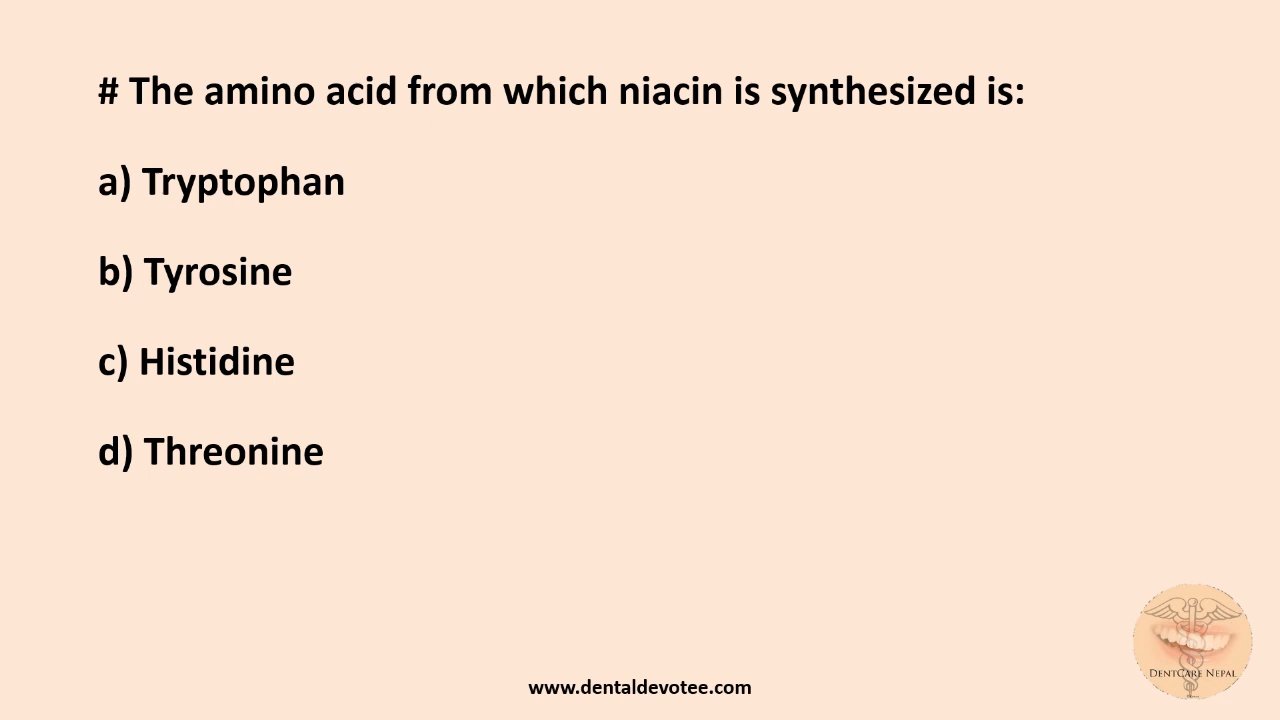 # The amino acid from which niacin is synthesized is:
a) Tryptophan
b) Tyrosine
c) Histidine
d) Threonine
DentCare Nepal
www.dentaldevotee.com